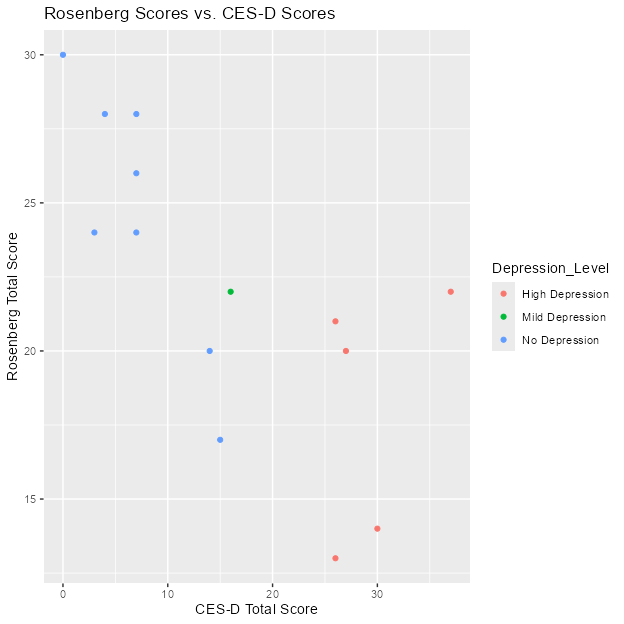 Rosenberg Scores vs. CES-D Scores
30
25
20
15
Rosenberg Total Score
0 10 20 30
CES-D Total Score
Depression_Level
High Depression
Mild Depression
No Depression